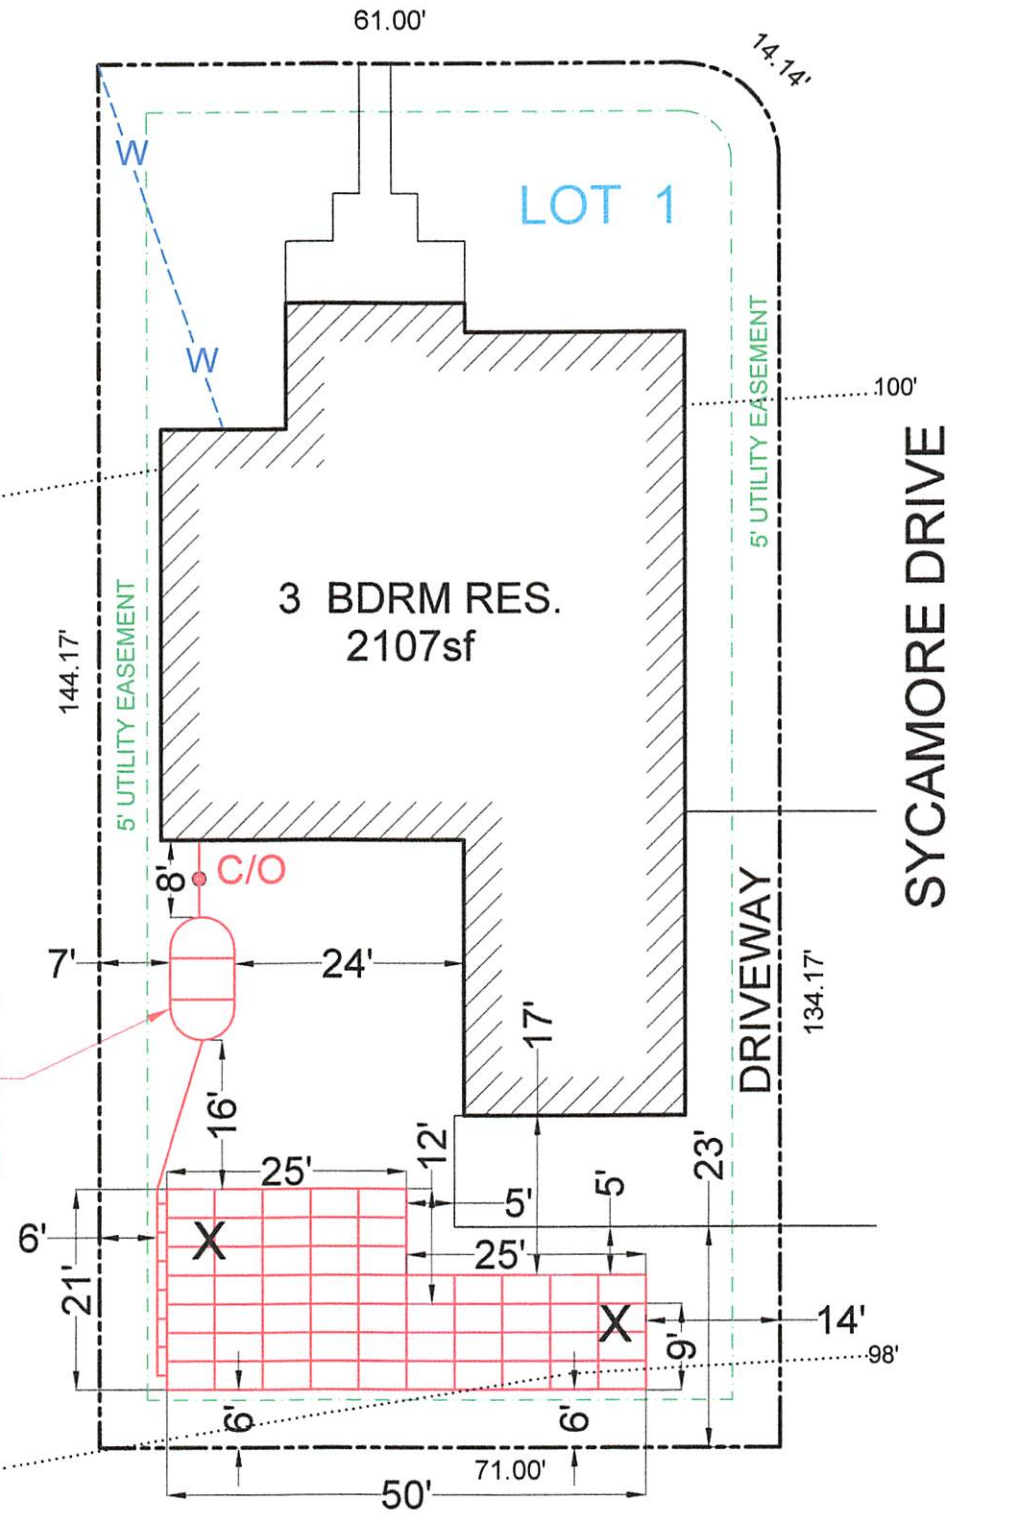 61.00'
14.14'
W
LOT 1
W
5' UTILITY EASEMENT
100'
SYCAMORE DRIVE
3 BDRM RES.
2107sf
5' UTILITY EASEMENT
144.17'
C/O
8'
7'
24'
DRIVEWAY
134.17'
17'
16'
12'
23'
25'
5'
5'
6'
X
25'
21'
X
14'
9'
98'
6'
6'
71.00'
50'